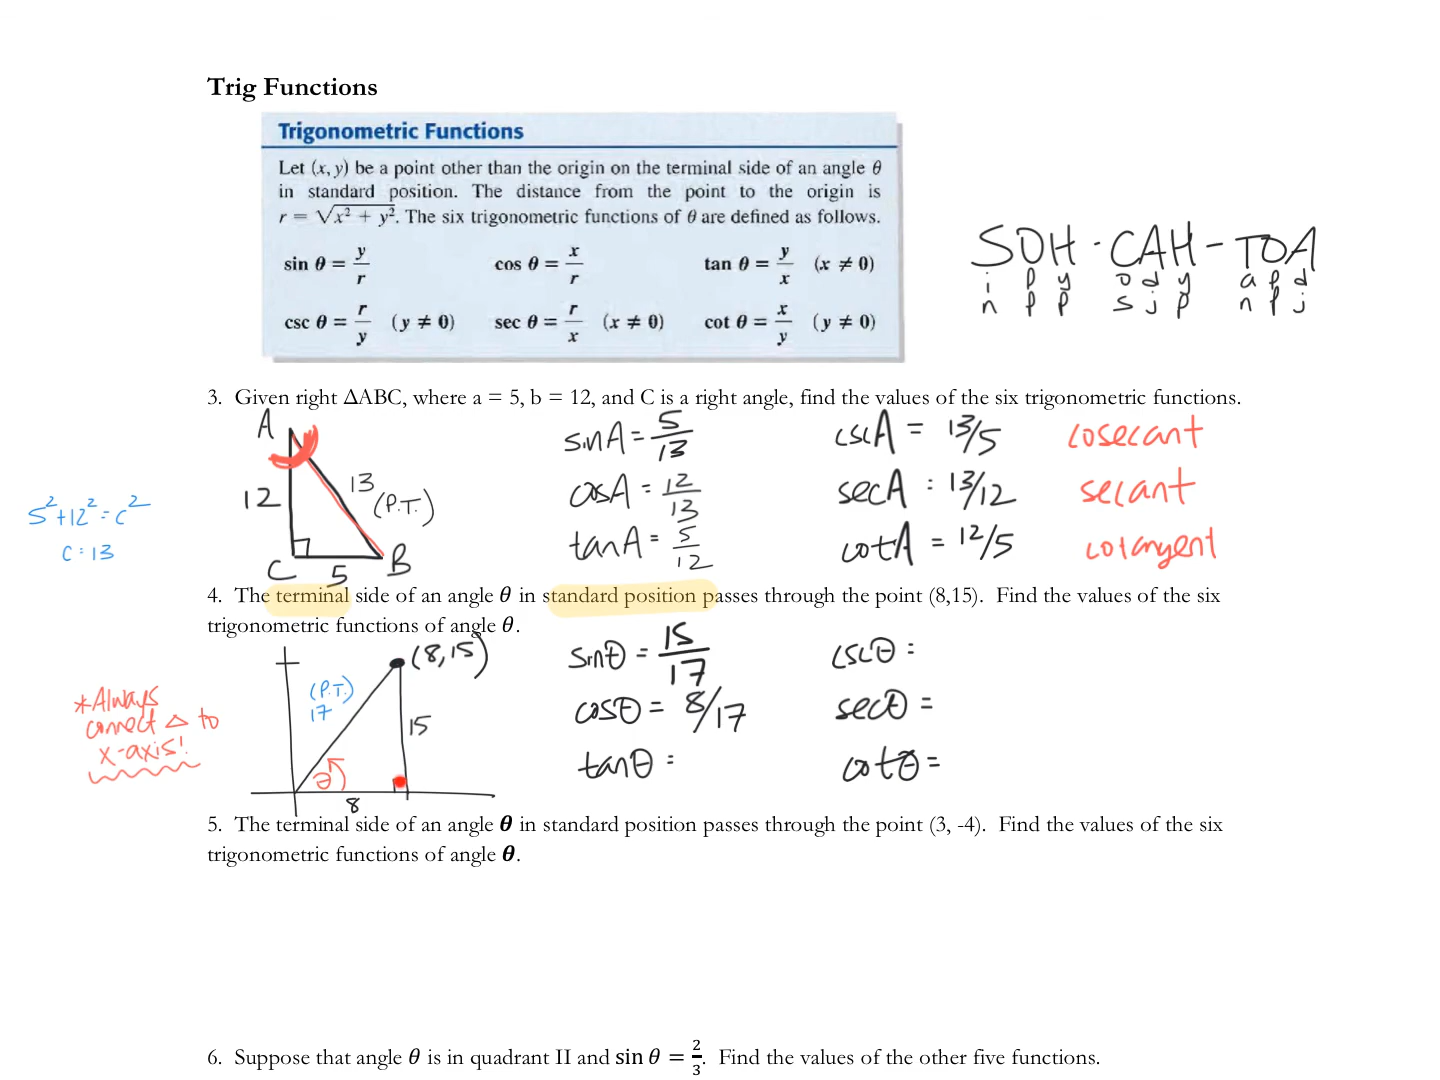 Trig Functions
Trigonometric Functions
Let (x, y) be a point other than the origin on the terminal side of an angle θ
in standard position. The distance from the point to the origin is
r = √x² + y². The six trigonometric functions of θ are defined as follows.
sin θ = y/r cos θ = x/r tan θ = y/x (x ≠ 0)
csc θ = r/y (y ≠ 0) sec θ = r/x (x ≠ 0) cot θ = x/y (y ≠ 0)
SOH - CAH - TOA
i p y o d y a p d
n p p s j p n p j
3. Given right ΔABC, where a = 5, b = 12, and C is a right angle, find the values of the six trigonometric functions.
A
12
13
(P.T.)
C 5 B
5² + 12² = c²
c = 13
sinA = 5/13
cosA = 12/13
tanA = 5/12
cscA = 13/5 cosecant
secA = 13/12 secant
cotA = 12/5 cotangent
4. The terminal side of an angle θ in standard position passes through the point (8,15). Find the values of the six
trigonometric functions of angle θ.
*Always
connect Δ to
x-axis!
(8,15)
(P.T.)
17
15
θ
8
sinθ = 15/17
cosθ = 8/17
tanθ =
cscθ =
secθ =
cotθ =
5. The terminal side of an angle θ in standard position passes through the point (3, -4). Find the values of the six
trigonometric functions of angle θ.
6. Suppose that angle θ is in quadrant II and sin θ = 2/3. Find the values of the other five functions.